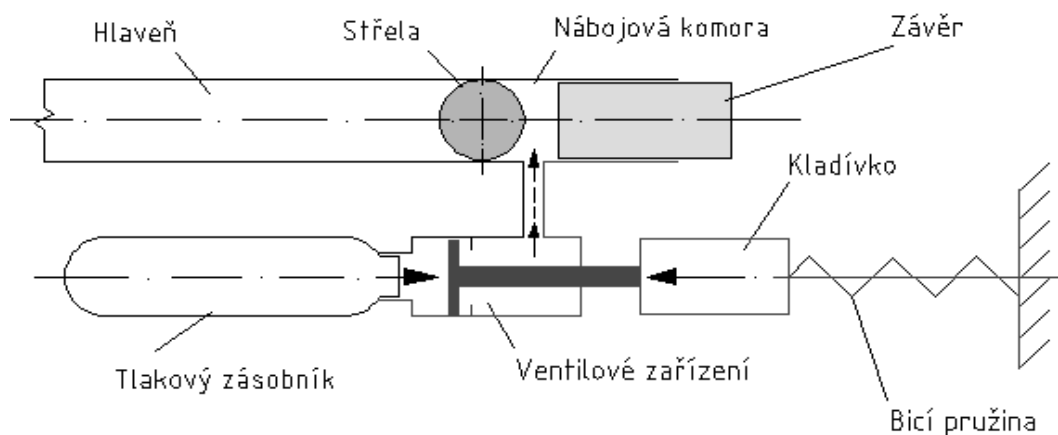 Hlaveň
Střela
Nábojová komora
Závěr
Kladívko
Tlakový zásobník
Ventilové zařízení
Bicí pružina